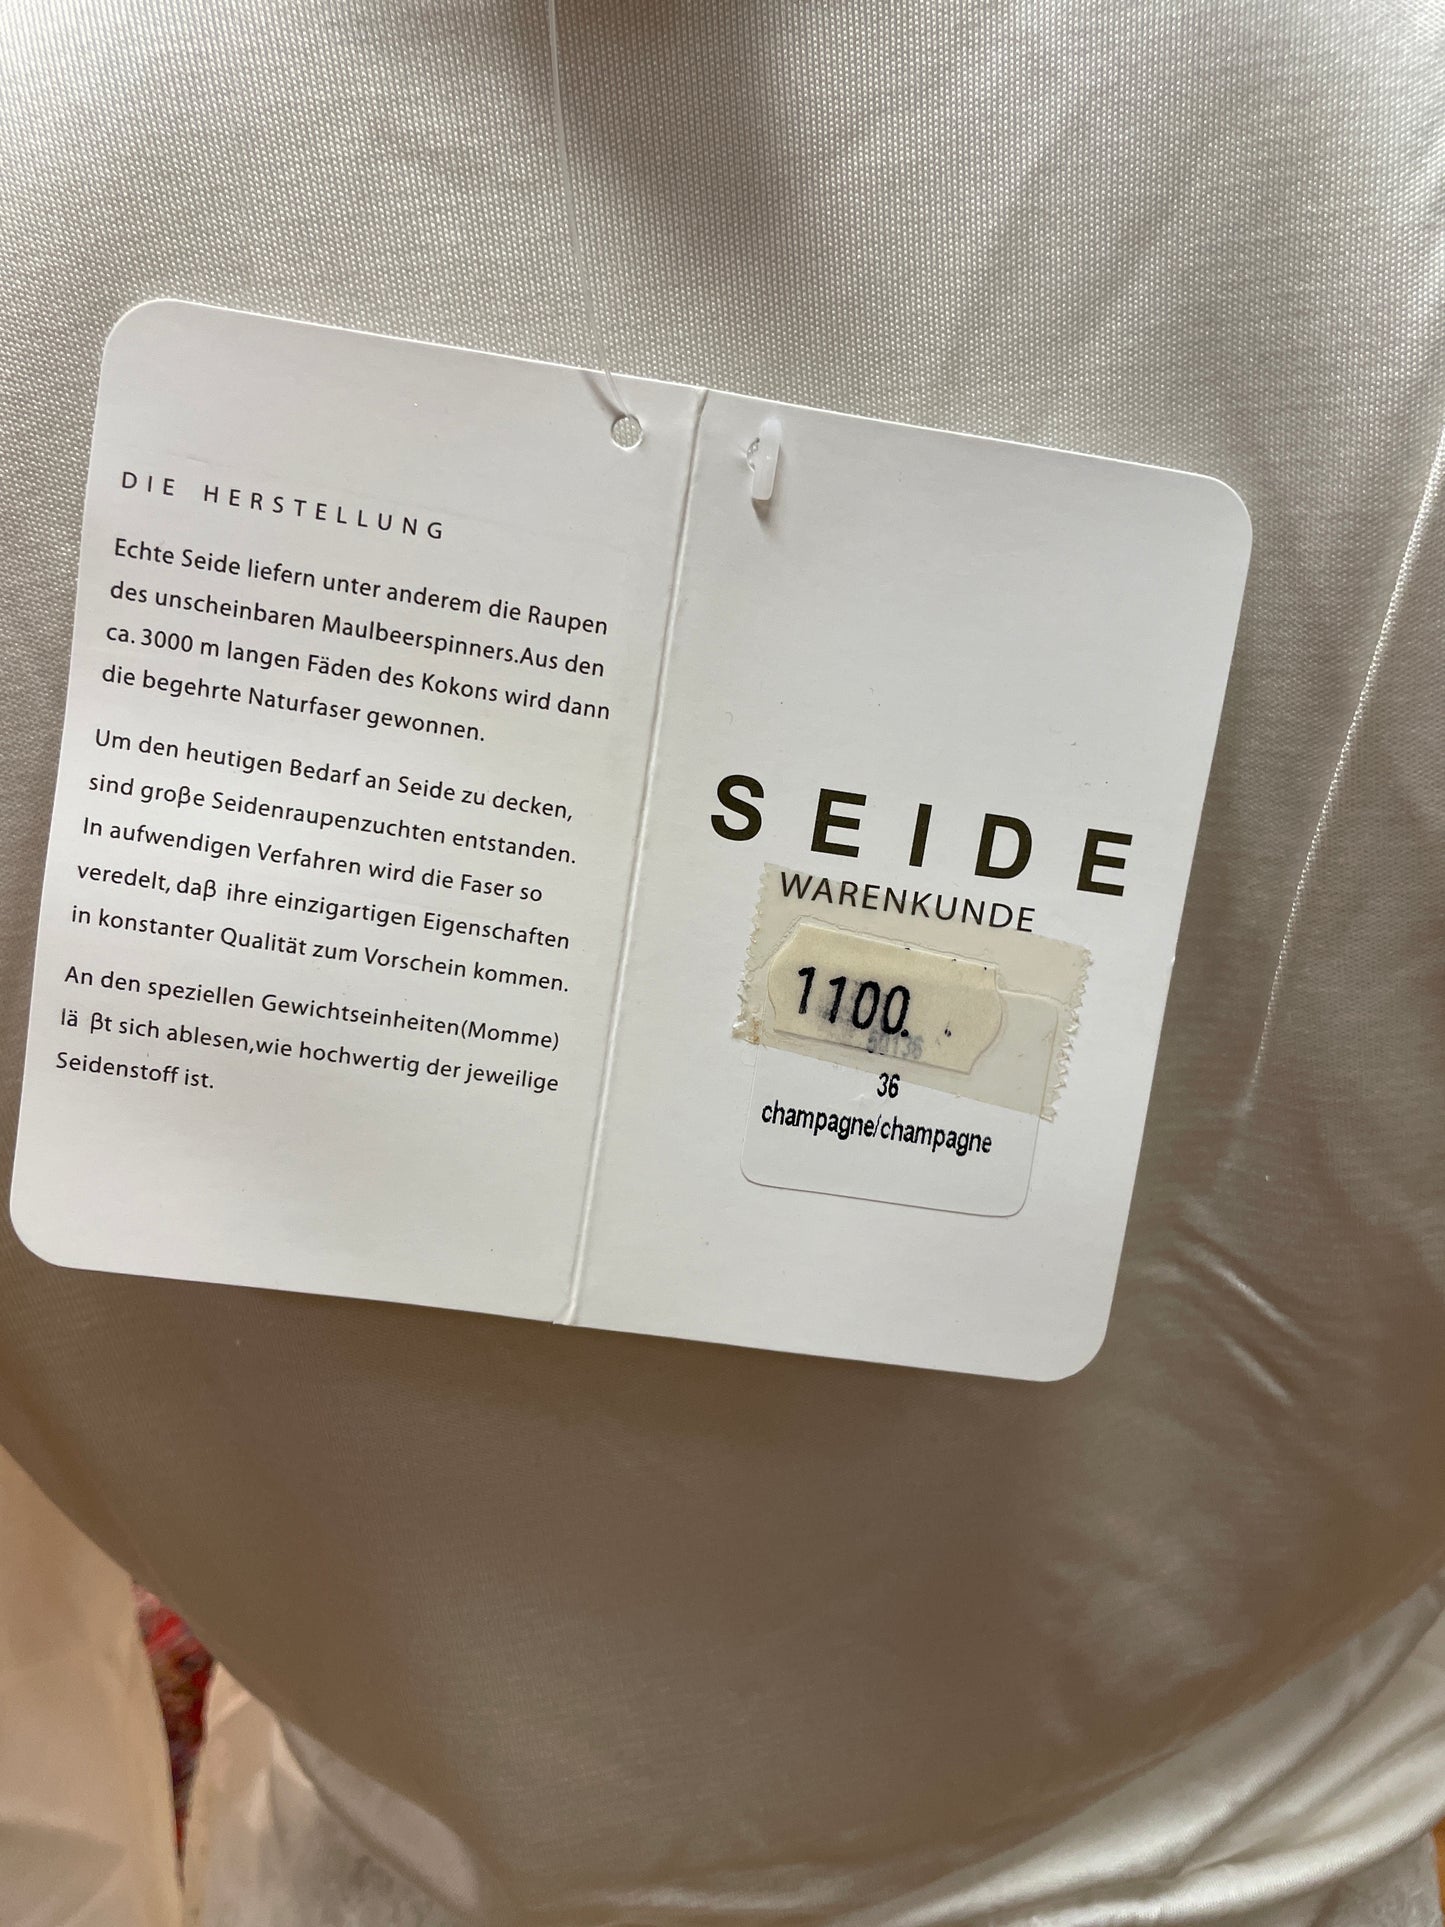 DIE HERSTELLUNG
Echte Seide liefern unter anderem die Raupen
des unscheinbaren Maulbeerspinners.Aus den
ca. 3000 m langen Fäden des Kokons wird dann
die begehrte Naturfaser gewonnen.
Um den heutigen Bedarf an Seide zu decken,
sind große Seidenraupenzuchten entstanden.
In aufwendigen Verfahren wird die Faser so
veredelt, daβ ihre einzigartigen Eigenschaften
in konstanter Qualität zum Vorschein kommen.
An den speziellen Gewichtseinheiten(Momme)
lä βt sich ablesen,wie hochwertig der jeweilige
Seidenstoff ist.
SEIDE
WARENKUNDE
1100.
36
champagne/champagne